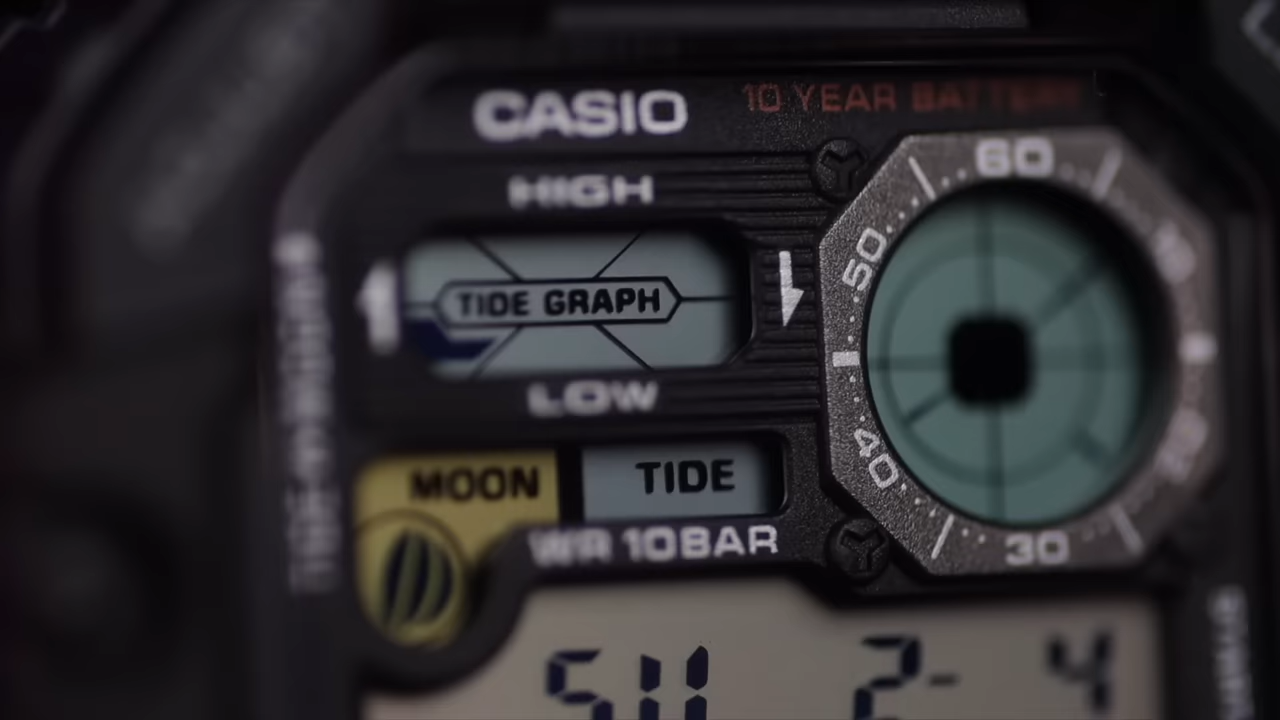 CASIO
10 YEAR BATTERY
HIGH
TIDE GRAPH
LOW
MOON
TIDE
WR 10BAR
60
50
40
30
SU
2- 4